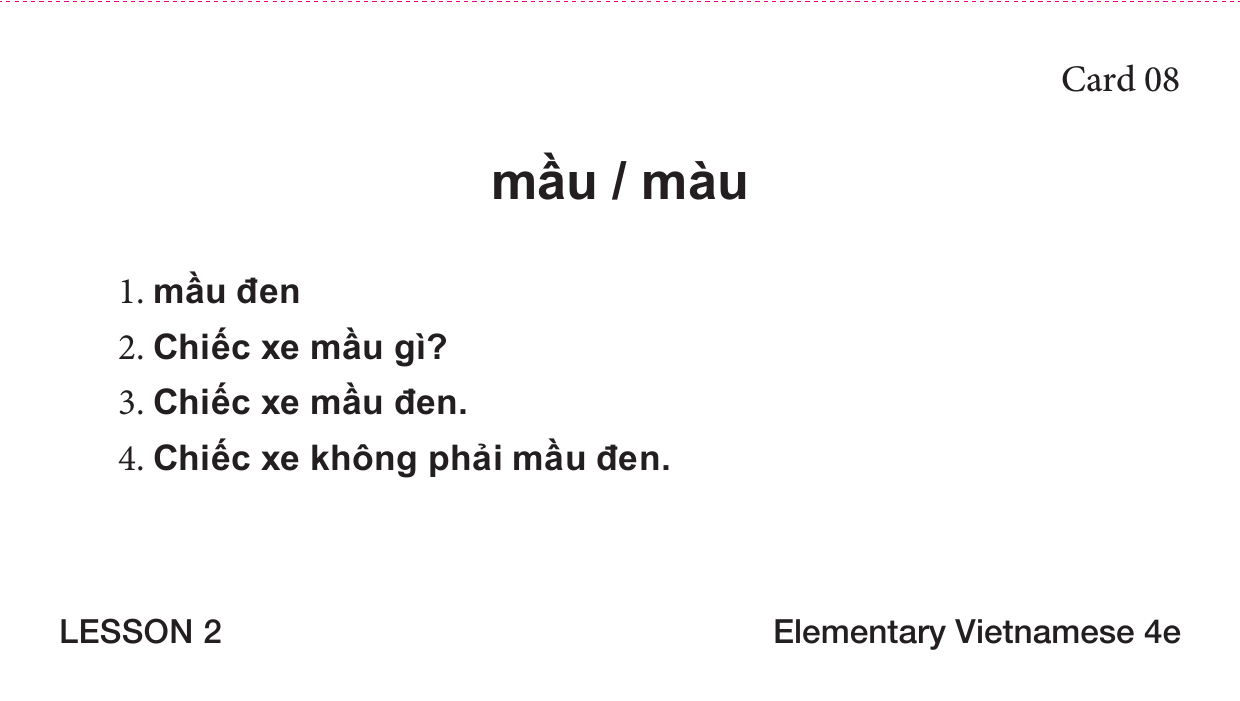 Card 08
mầu / màu
1. mầu đen
2. Chiếc xe mầu gì?
3. Chiếc xe mầu đen.
4. Chiếc xe không phải mầu đen.
LESSON 2
Elementary Vietnamese 4e